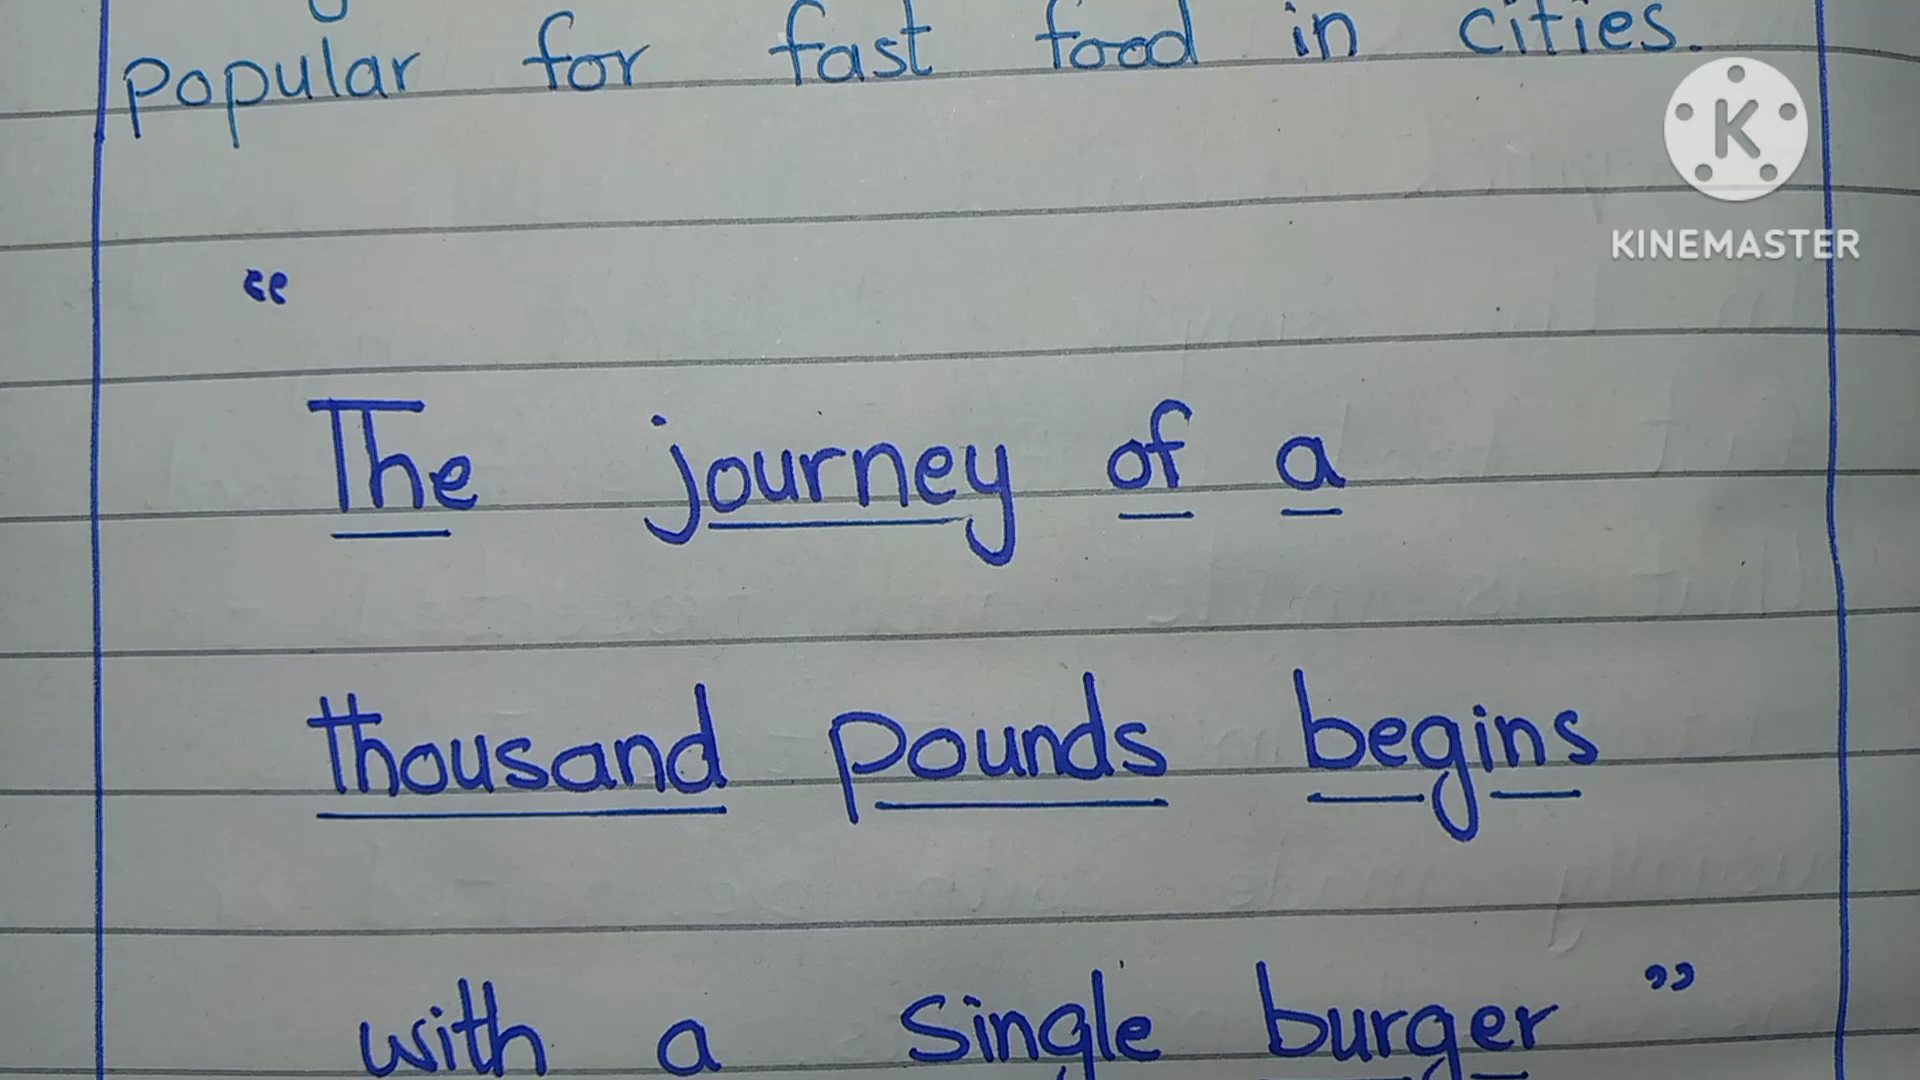 popular for fast food in cities.
K
KINEMASTER
“
The journey of a
thousand pounds begins
with a single burger ”